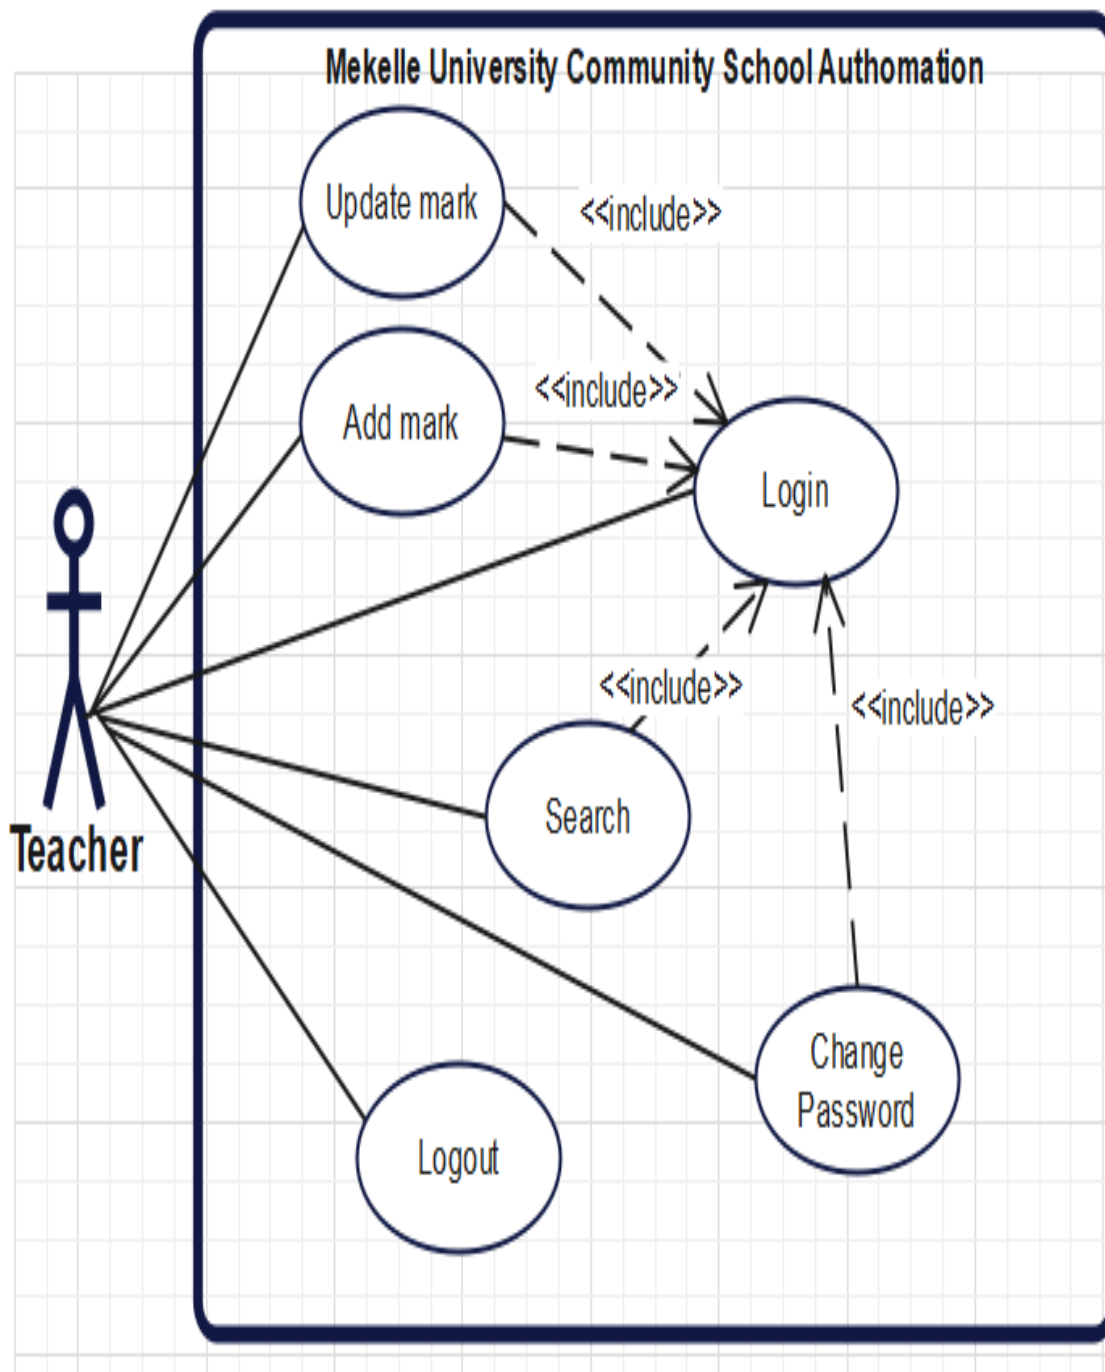 Mekelle University Community School Authomation
Update mark
<<include>>
<<include>>
Add mark
Login
<<include>>
<<include>>
Search
Teacher
Change
Password
Logout